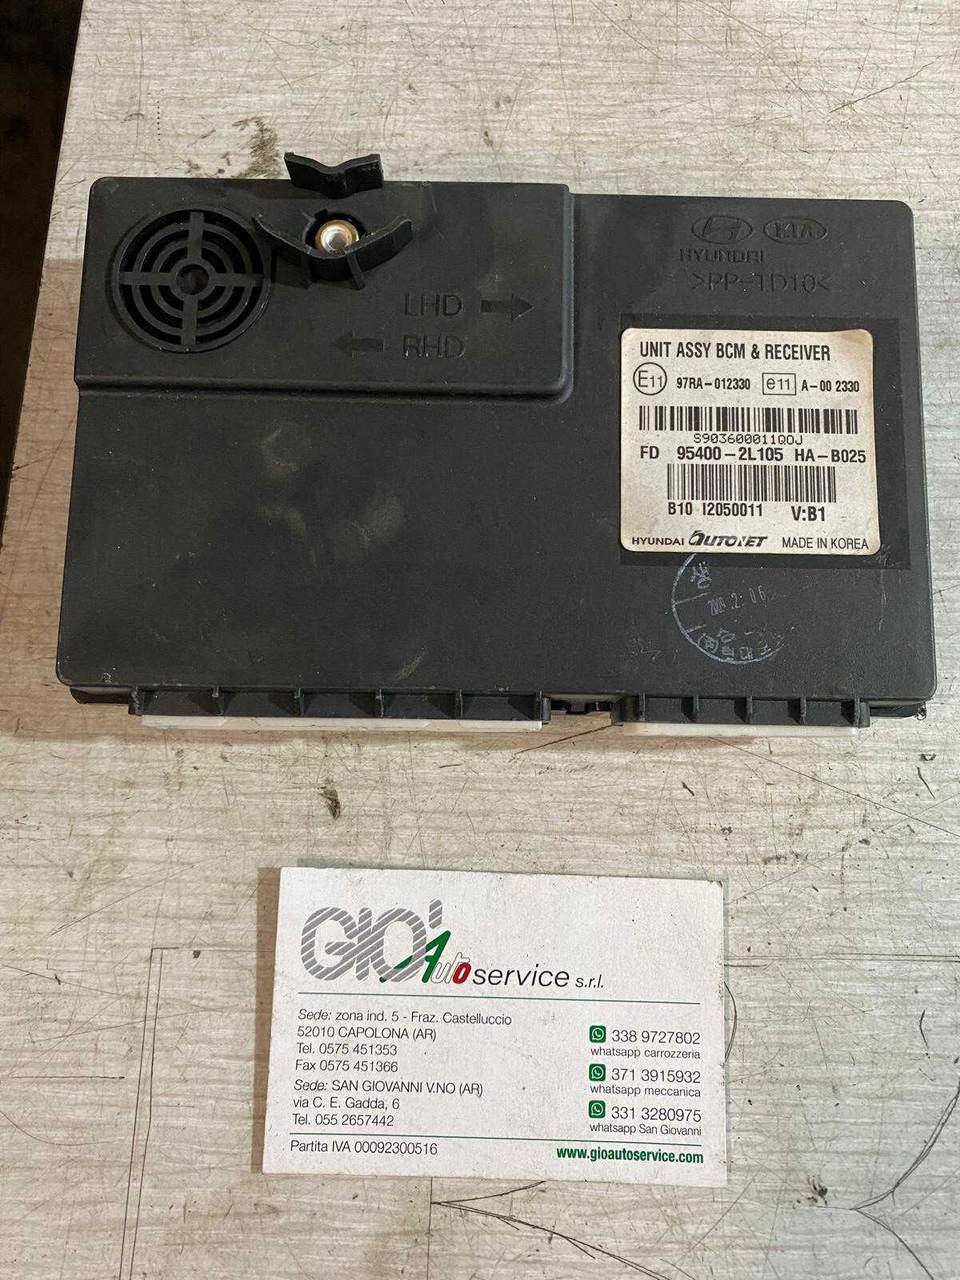 HYUNDAI KIA
>PP-TD10<
LHD
RHD
UNIT ASSY BCM & RECEIVER
E11 97RA-012330 e11 A-00 2330
S903600011QOJ
FD 95400-2L105 HA-B025
B10 I2050011 V:B1
HYUNDAI AUTONET MADE IN KOREA
GIO' Autoservice s.r.l.
Sede: zona ind. 5 - Fraz. Castelluccio
52010 CAPOLONA (AR)
Tel. 0575 451353
Fax 0575 451366
Sede: SAN GIOVANNI V.NO (AR)
via C. E. Gadda, 6
Tel. 055 2657442
338 9727802
whatsapp carrozzeria
371 3915932
whatsapp meccanica
331 3280975
whatsapp San Giovanni
Partita IVA 00092300516
www.gioautoservice.com